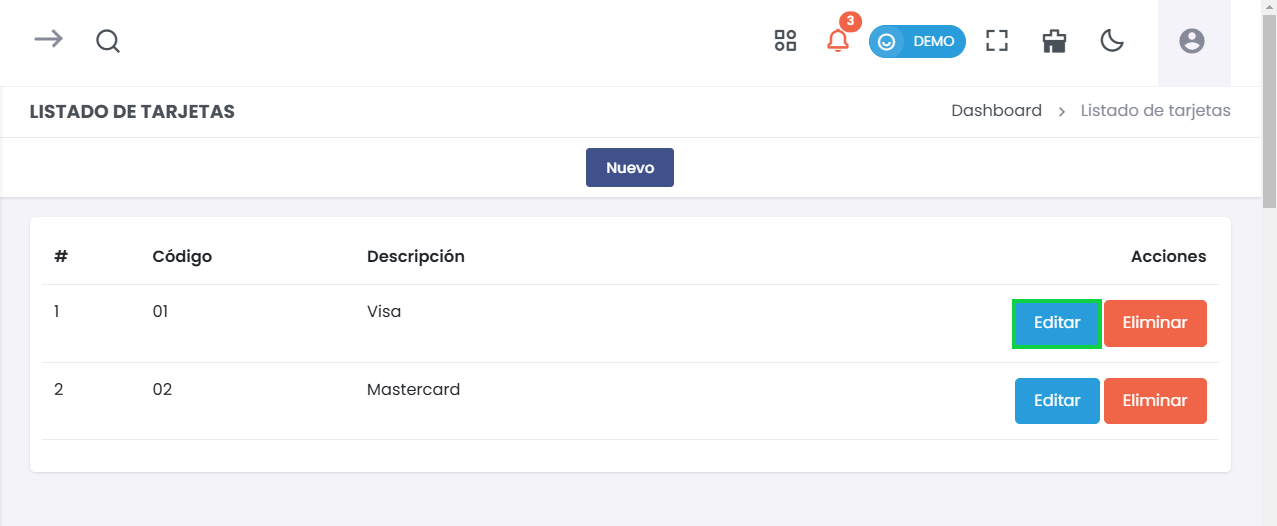 3
DEMO
LISTADO DE TARJETAS
Dashboard > Listado de tarjetas
Nuevo
# Código Descripción Acciones
1 01 Visa Editar Eliminar
2 02 Mastercard Editar Eliminar